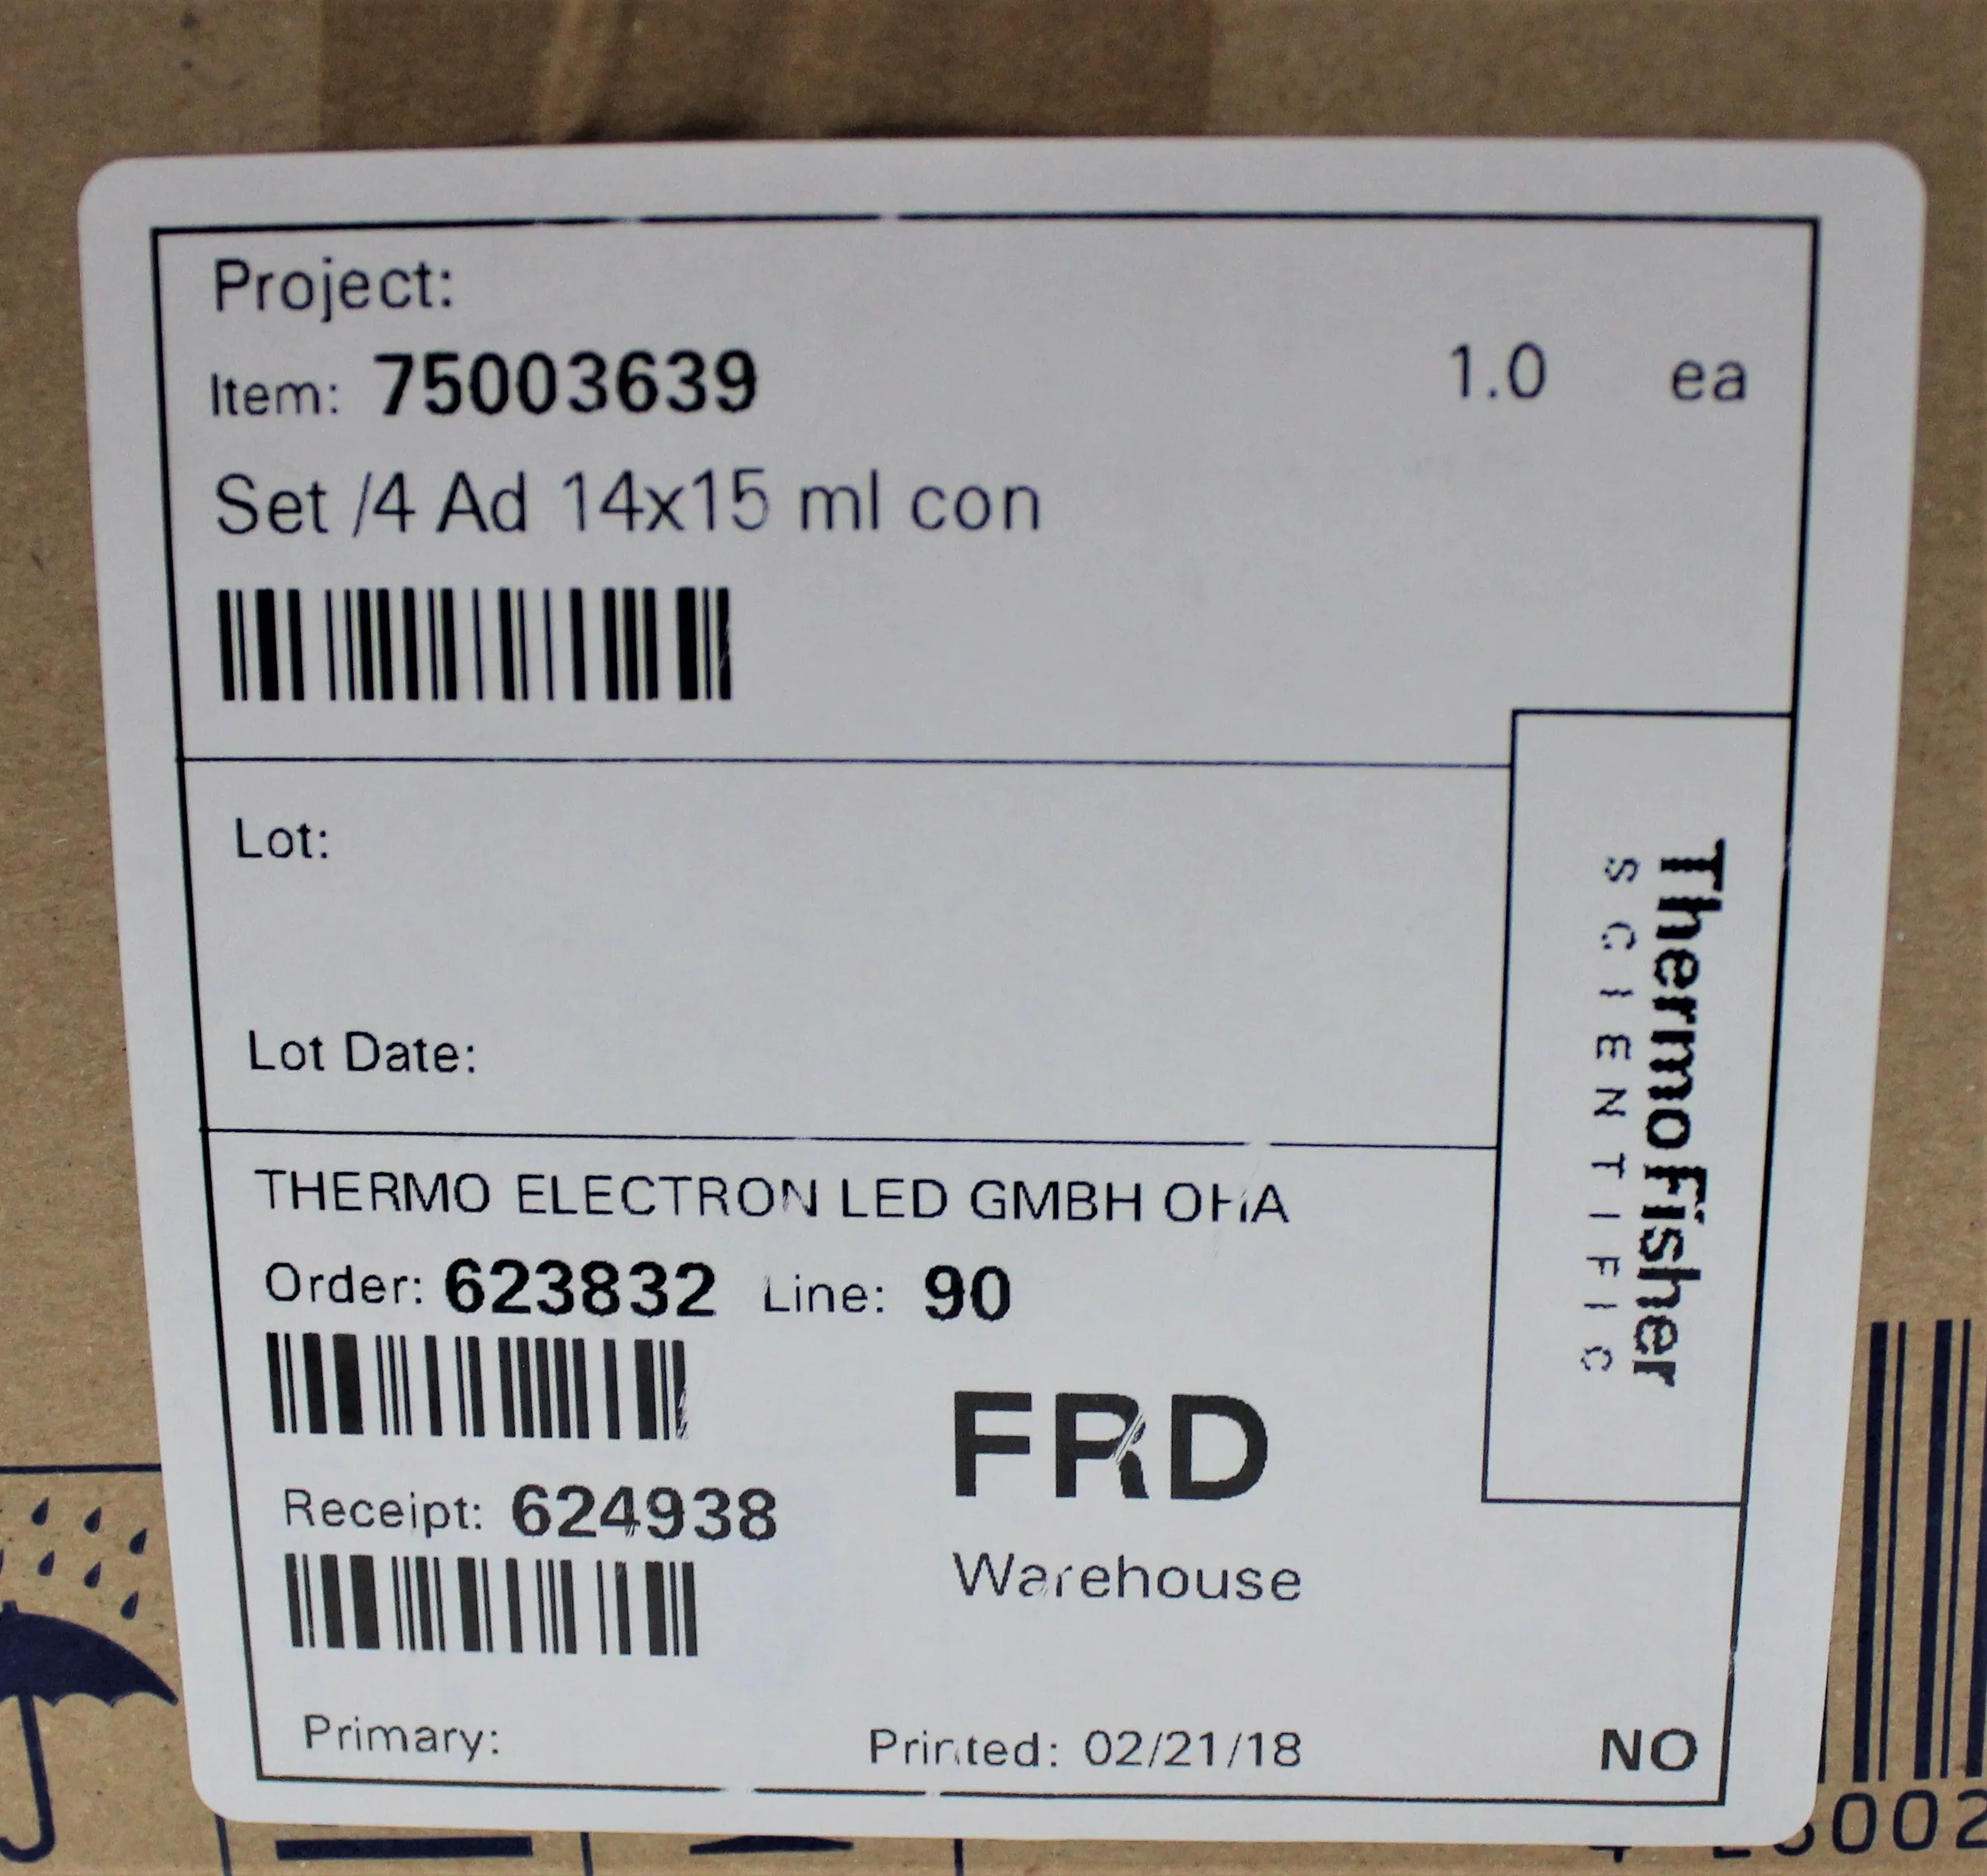 Project:
Item: 75003639 1.0 ea
Set /4 Ad 14x15 ml con
Lot:
Lot Date:
ThermoFisher
SCIENTIFIC
THERMO ELECTRON LED GMBH OHA
Order: 623832 Line: 90
FRD
Receipt: 624938
Warehouse
Primary: Printed: 02/21/18 NO